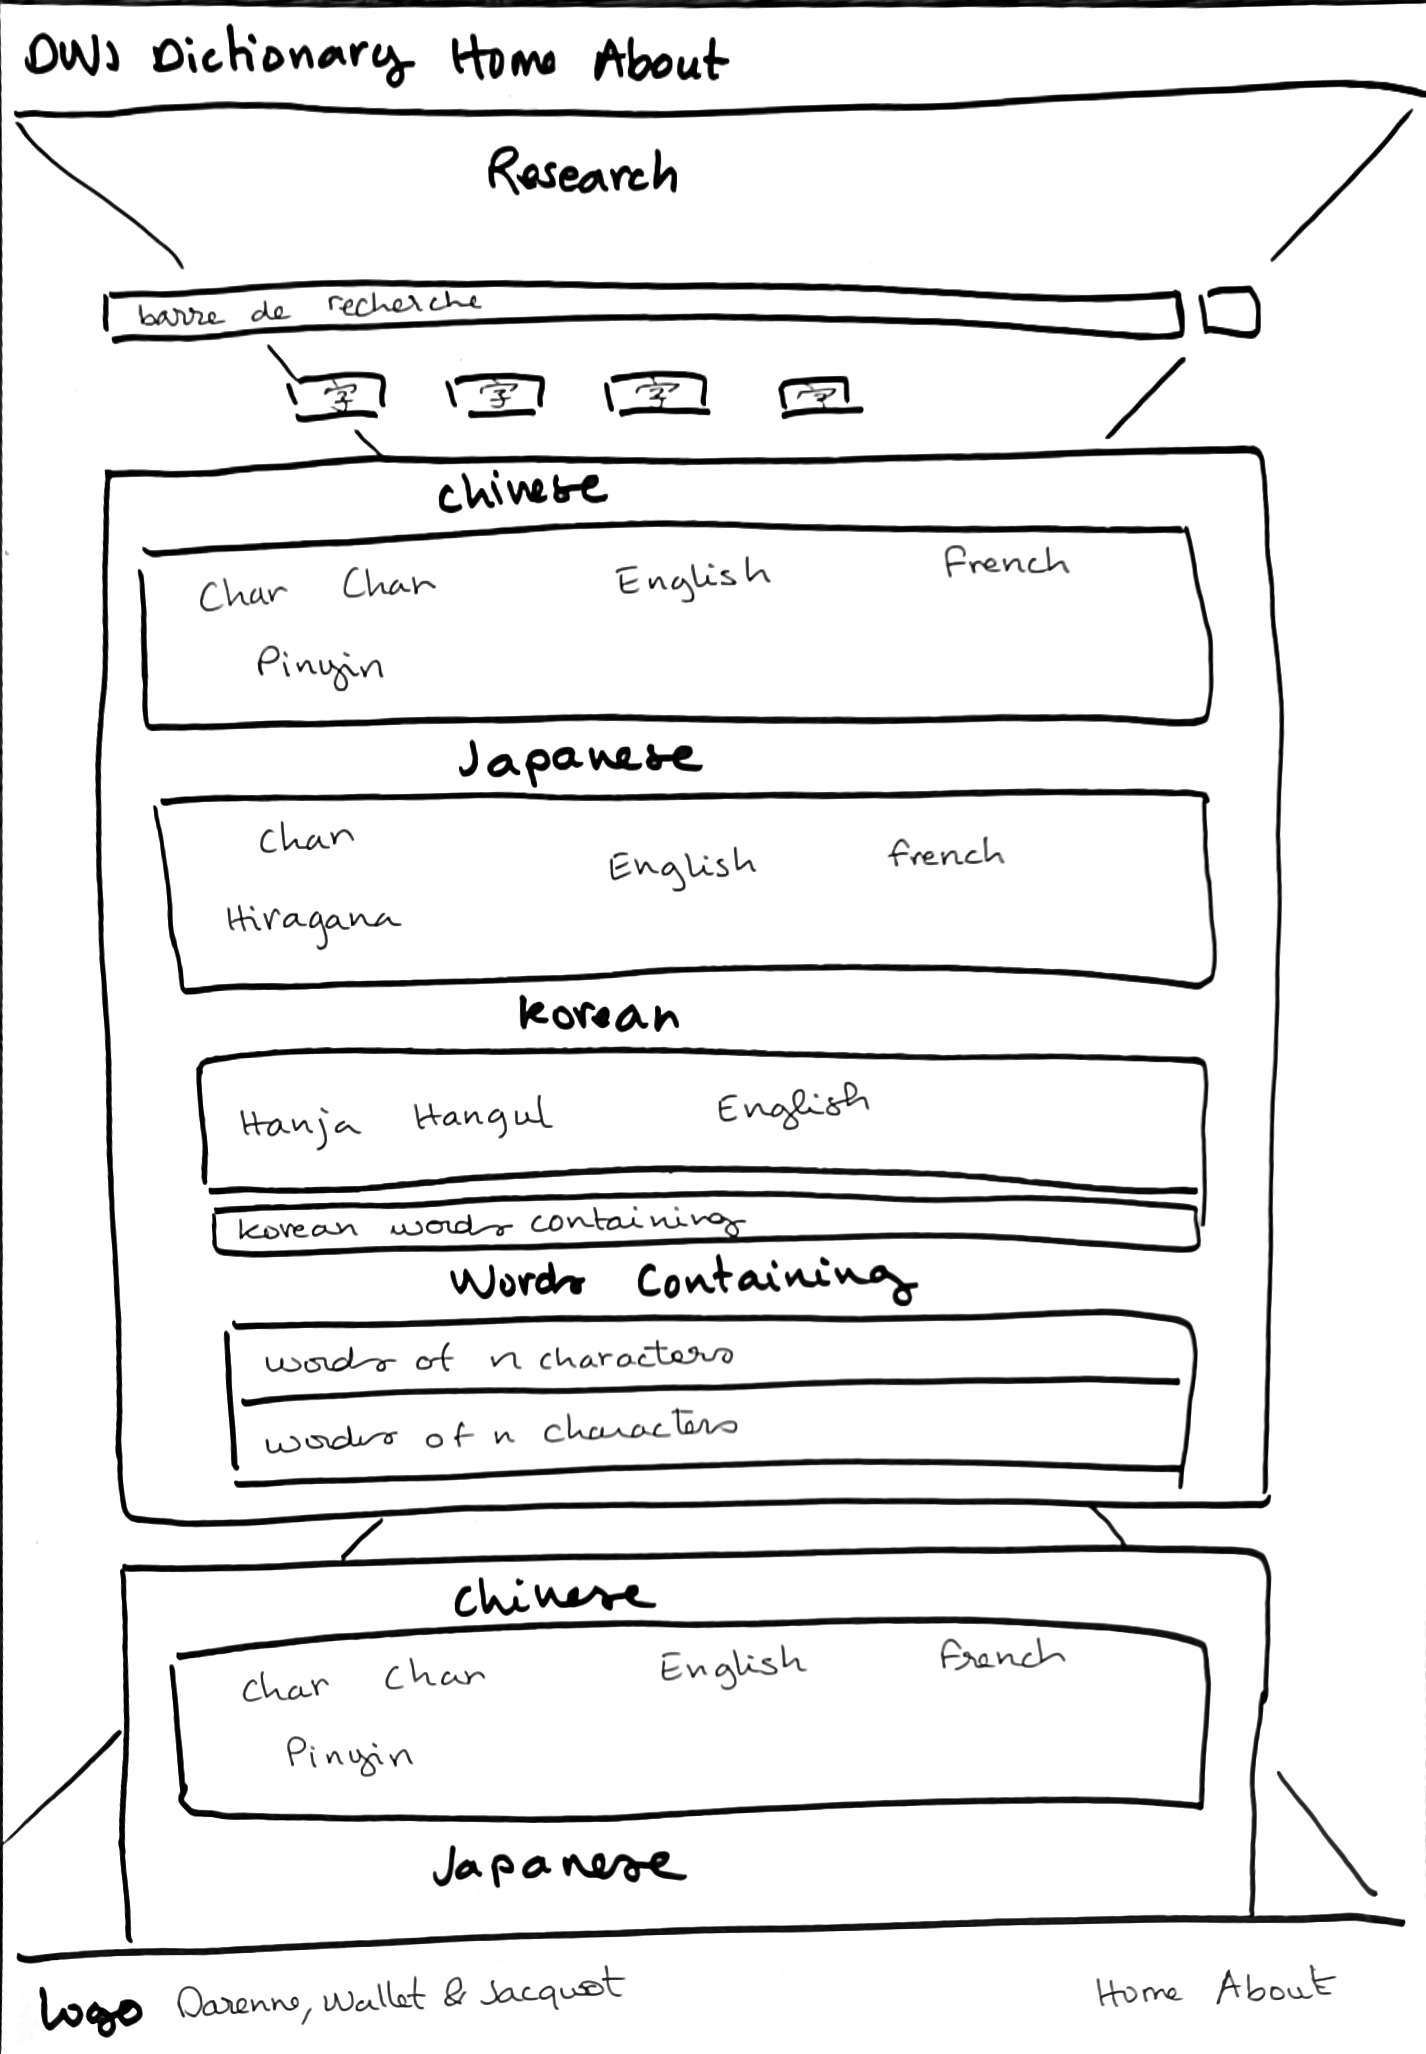 DWJ Dictionary Home About
Research
barre de recherche
字 字 字 字
Chinese
Char Char English French
Pinyin
Japanese
Char English French
Hiragana
Korean
Hanja Hangul English
Korean words containing
Words Containing
words of n characters
words of n characters
Chinese
Char Char English French
Pinyin
Japanese
Logo Darenne, Wallet & Jacquot Home About